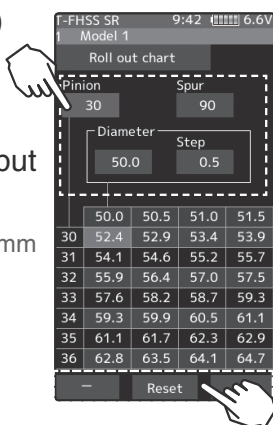 )
T-FHSS SR 9:42 6.6V
1 Model 1
Roll out chart
Pinion Spur
30 90
Diameter
Step
out
50.0 0.5
50.0 50.5 51.0 51.5
mm
30 52.4 52.9 53.4 53.9
31 54.1 54.6 55.2 55.7
32 55.9 56.4 57.0 57.5
33 57.6 58.2 58.7 59.3
34 59.3 59.9 60.5 61.1
35 61.1 61.7 62.3 62.9
36 62.8 63.5 64.1 64.7
– Reset